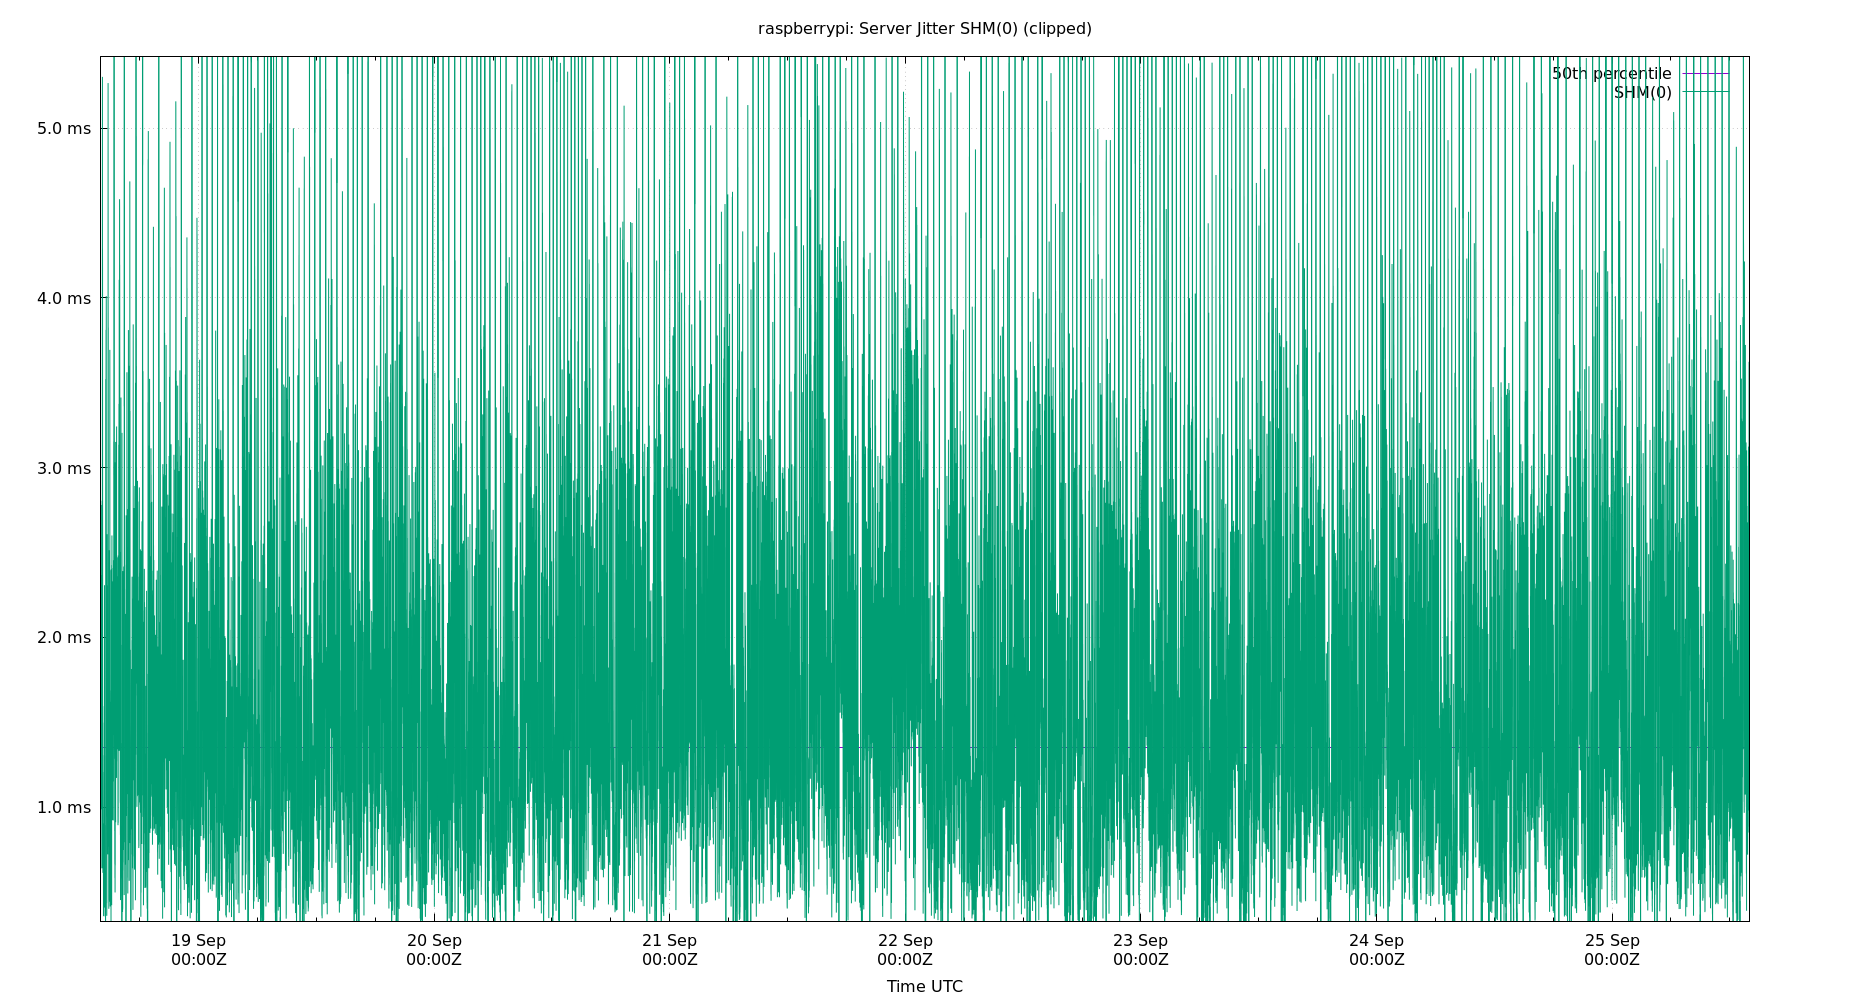 raspberrypi: Server Jitter SHM(0) (clipped)
50th percentile
SHM(0)
5.0 ms
4.0 ms
3.0 ms
2.0 ms
1.0 ms
19 Sep 20 Sep 21 Sep 22 Sep 23 Sep 24 Sep 25 Sep
00:00Z 00:00Z 00:00Z 00:00Z 00:00Z 00:00Z 00:00Z
Time UTC